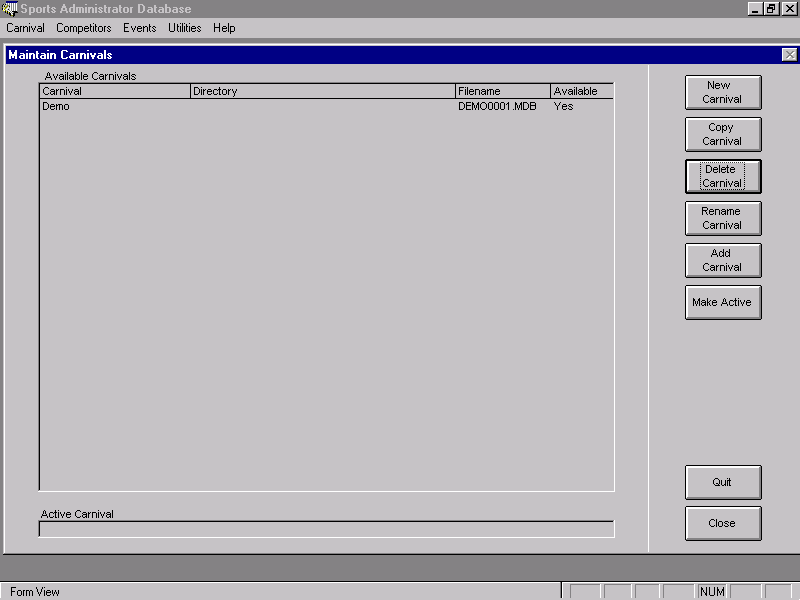 Sports Administrator Database
Carnival Competitors Events Utilities Help
Maintain Carnivals
Available Carnivals
Carnival Directory Filename Available
Demo DEMO0001.MDB Yes
New
Carnival
Copy
Carnival
Delete
Carnival
Rename
Carnival
Add
Carnival
Make Active
Quit
Active Carnival
Close
Form View NUM